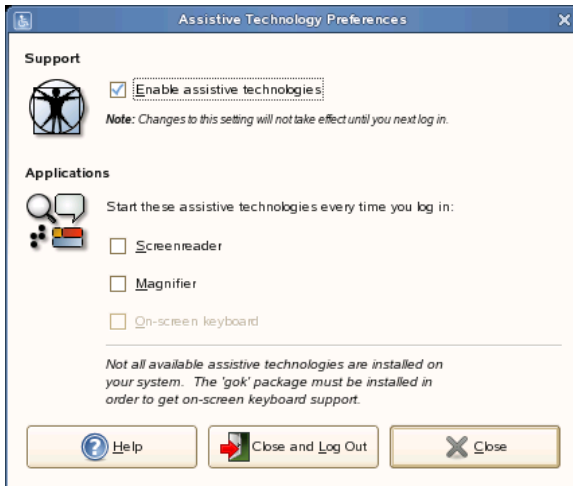 Assistive Technology Preferences
Support
Enable assistive technologies
Note: Changes to this setting will not take effect until you next log in.
Applications
Start these assistive technologies every time you log in:
Screenreader
Magnifier
On-screen keyboard
Not all available assistive technologies are installed on
your system. The 'gok' package must be installed in
order to get on-screen keyboard support.
Help
Close and Log Out
Close